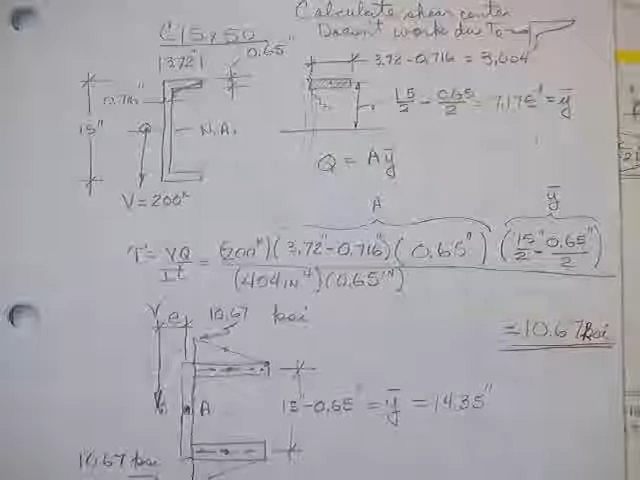 Calculate shear center
C15x50
Doesn't work due to
|3.72"|
0.65"
3.72-0.716 = 3.004
0.716"
15/2 - 0.65/2 = 7.175" = ȳ
15"
N.A.
Q = Aȳ
V = 200ᵏ
A
ȳ
τ = VQ/It = (200ᵏ)(3.72"-0.716")(0.65")(15"/2 - 0.65"/2) / (404 IN⁴)(0.65 IN)
= 10.67 ksi
V e 10.67 ksi
A
15"-0.65" = ȳ = 14.35"
10.67 ksi